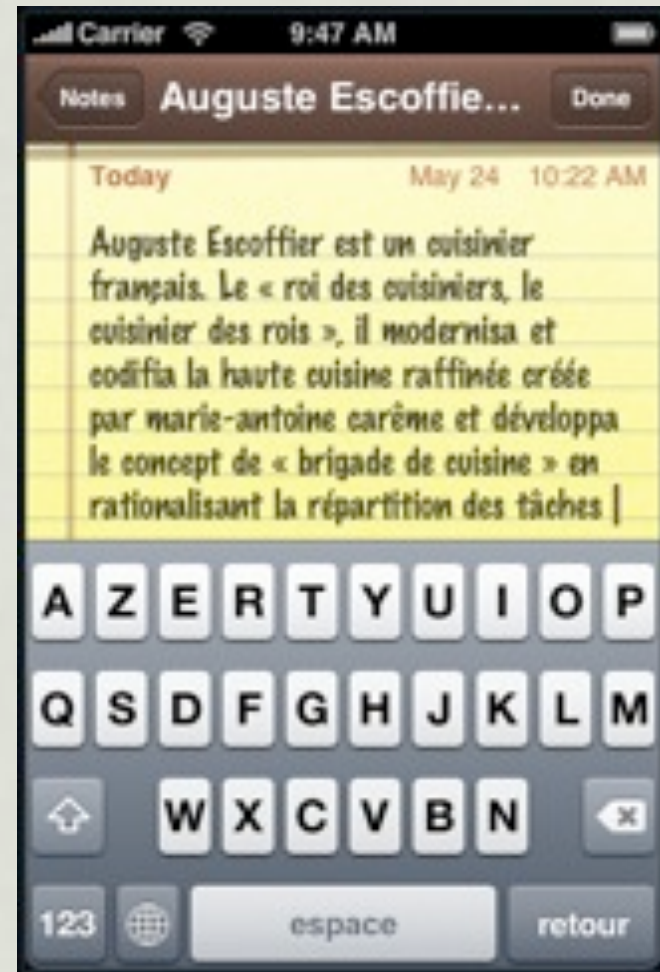 Carrier 9:47 AM
Notes Auguste Escoffie... Done
Today May 24 10:22 AM
Auguste Escoffier est un cuisinier
français. Le « roi des cuisiniers, le
cuisinier des rois », il modernisa et
codifia la haute cuisine raffinée créée
par marie-antoine carême et développa
le concept de « brigade de cuisine » en
rationalisant la répartition des tâches
A Z E R T Y U I O P
Q S D F G H J K L M
W X C V B N
123 espace retour